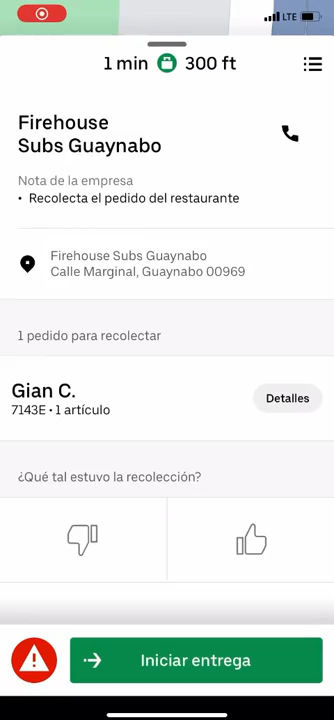 LTE
1 min 300 ft
Firehouse
Subs Guaynabo
Nota de la empresa
• Recolecta el pedido del restaurante
Firehouse Subs Guaynabo
Calle Marginal, Guaynabo 00969
1 pedido para recolectar
Gian C.
7143E • 1 artículo
Detalles
¿Qué tal estuvo la recolección?
Iniciar entrega